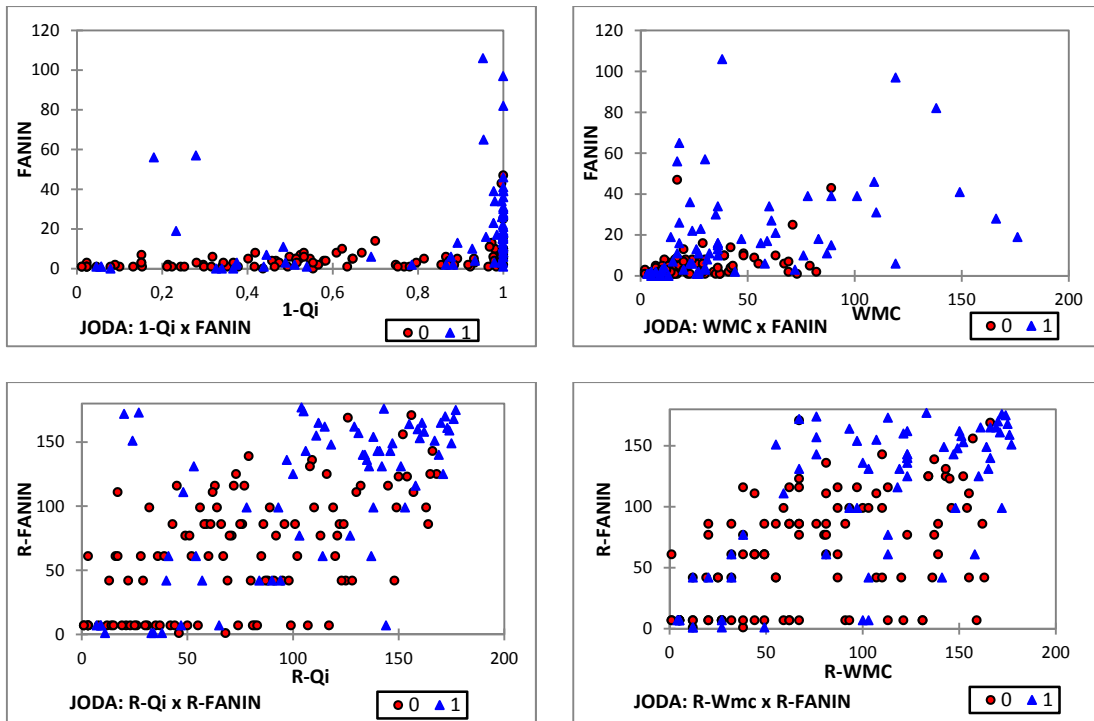 120
100
80
60
40
20
0
FANIN
0 0,2 0,4 0,6 0,8 1
1-Qi
JODA: 1-Qi x FANIN
0 1
120
100
80
60
40
20
0
FANIN
0 50 100 150 200
WMC
JODA: WMC x FANIN
0 1
150
100
50
0
R-FANIN
0 50 100 150 200
R-Qi
JODA: R-Qi x R-FANIN
0 1
150
100
50
0
R-FANIN
0 50 100 150 200
R-WMC
JODA: R-Wmc x R-FANIN
0 1